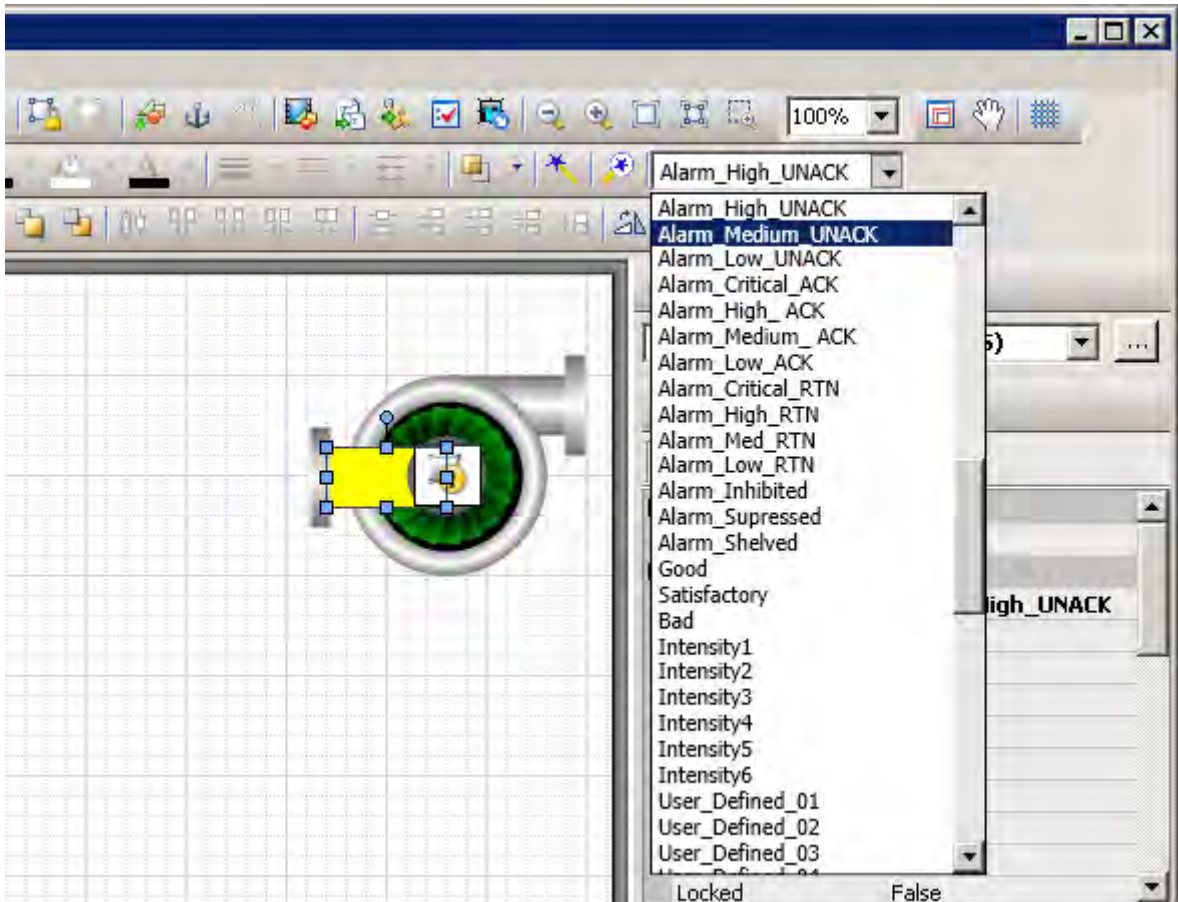 100%
Alarm_High_UNACK
Alarm_High_UNACK
Alarm_Medium_UNACK
Alarm_Low_UNACK
Alarm_Critical_ACK
Alarm_High_ ACK
Alarm_Medium_ ACK
Alarm_Low_ACK
Alarm_Critical_RTN
Alarm_High_RTN
Alarm_Med_RTN
Alarm_Low_RTN
Alarm_Inhibited
Alarm_Supressed
Alarm_Shelved
Good
Satisfactory
Bad
Intensity1
Intensity2
Intensity3
Intensity4
Intensity5
Intensity6
User_Defined_01
User_Defined_02
User_Defined_03
...
igh_UNACK
Locked False